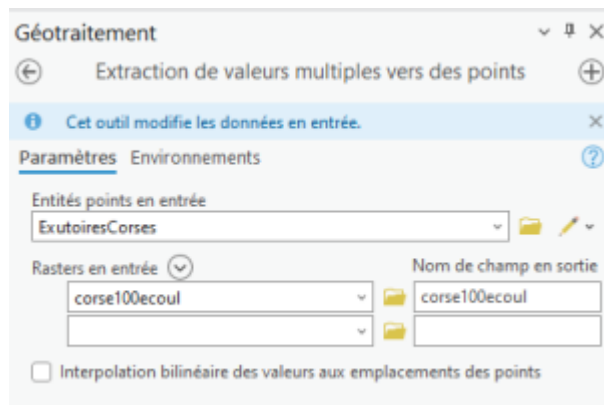 Géotraitement
Extraction de valeurs multiples vers des points
Cet outil modifie les données en entrée.
Paramètres Environnements
Entités points en entrée
ExutoiresCorses
Rasters en entrée Nom de champ en sortie
corse100ecoul corse100ecoul
Interpolation bilinéaire des valeurs aux emplacements des points